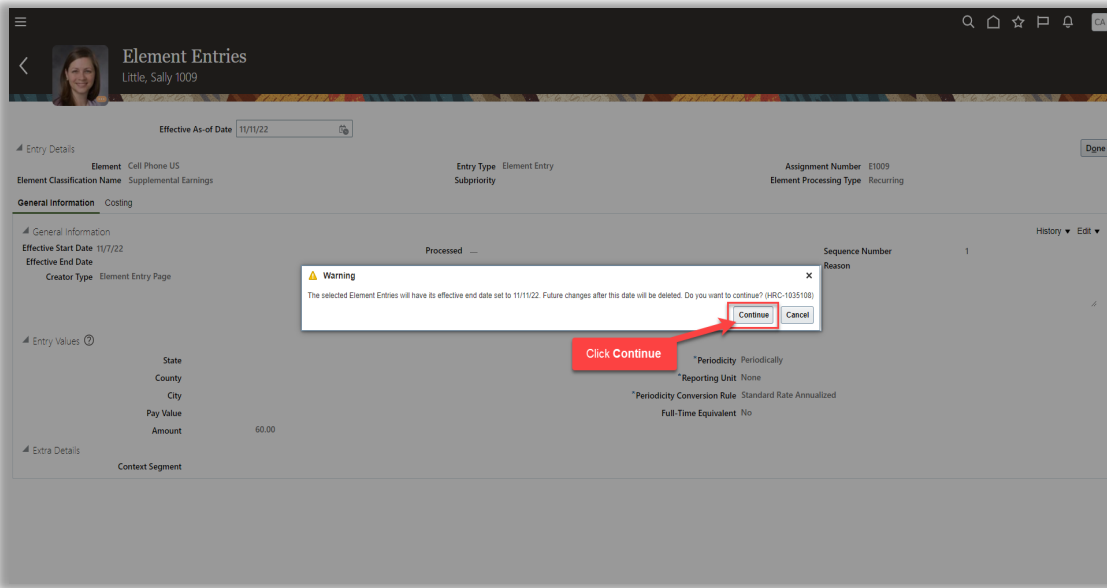 CA
Element Entries
Little, Sally 1009
Effective As-of Date 11/11/22
Entry Details
Done
Element Cell Phone US Entry Type Element Entry Assignment Number E1009
Element Classification Name Supplemental Earnings Subpriority Element Processing Type Recurring
General Information Costing
General Information History Edit
Effective Start Date 11/7/22 Processed ... Sequence Number 1
Effective End Date Reason
Creator Type Element Entry Page
Warning
The selected Element Entries will have its effective end date set to 11/11/22. Future changes after this date will be deleted. Do you want to continue? (HRC-1035108)
Continue Cancel
Click Continue
Entry Values
State *Periodicity Periodically
County *Reporting Unit None
City *Periodicity Conversion Rule Standard Rate Annualized
Pay Value Full-Time Equivalent No
Amount 60.00
Extra Details
Context Segment